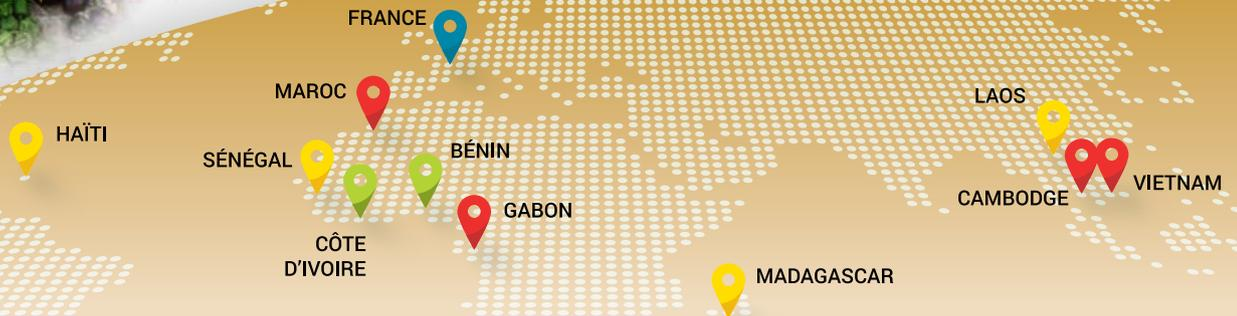 FRANCE
MAROC
LAOS
HAÏTI
SÉNÉGAL
BÉNIN
VIETNAM
CAMBODGE
GABON
CÔTE
D'IVOIRE
MADAGASCAR